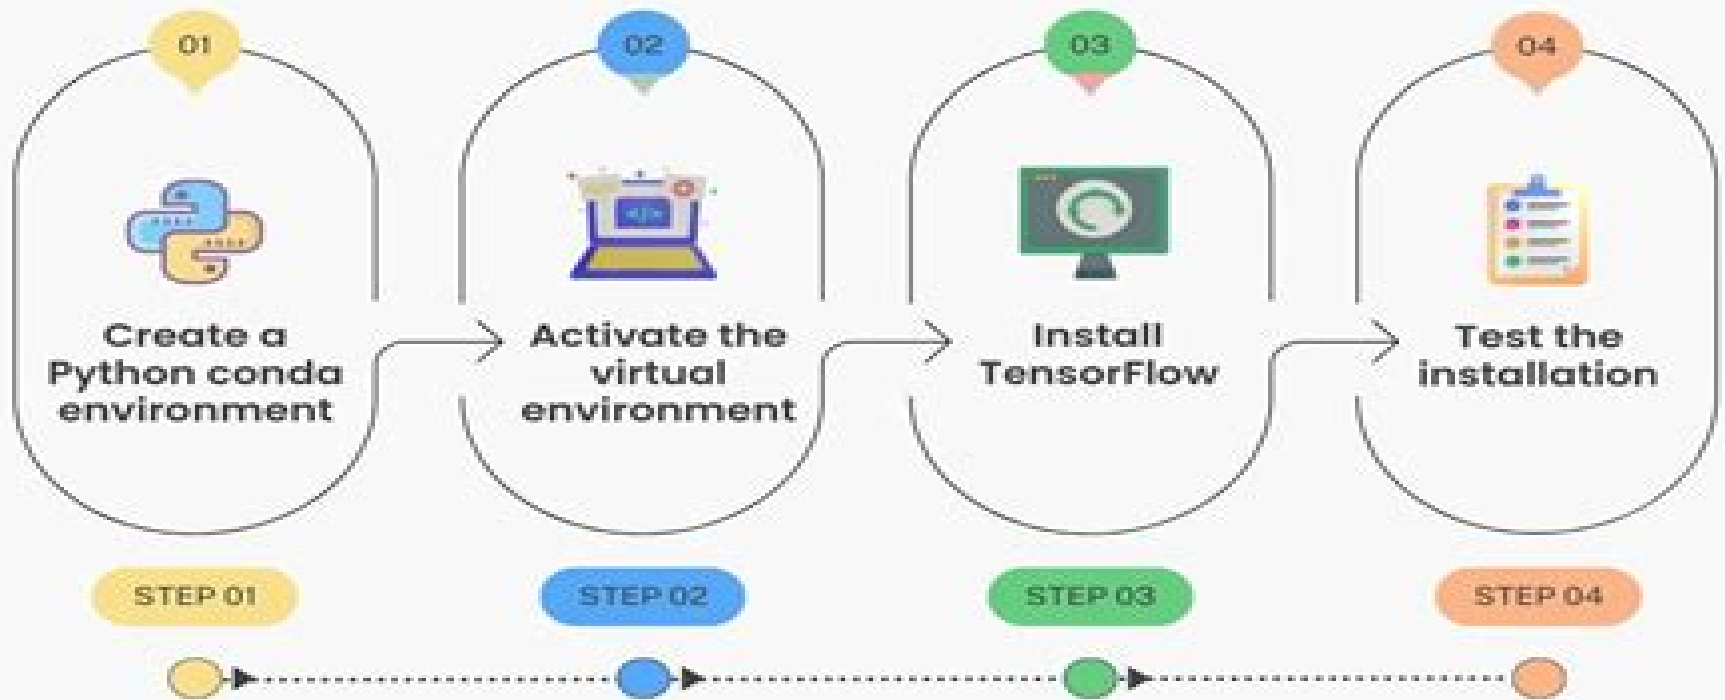 01
02
03
04
Create a
Python conda
environment
Activate the
virtual
environment
Install
TensorFlow
Test the
installation
STEP 01
STEP 02
STEP 03
STEP 04